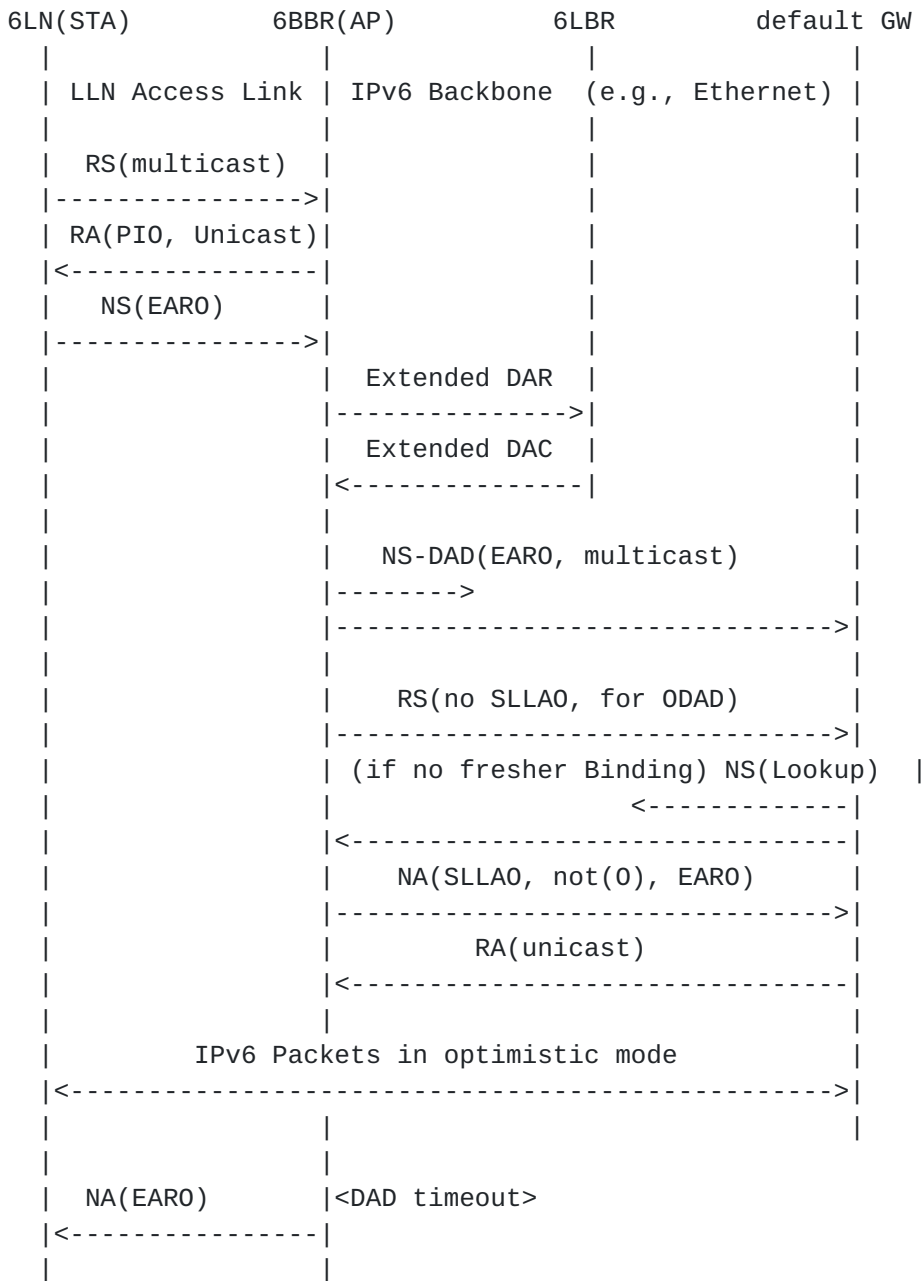 6LN(STA) 6BBR(AP) 6LBR default GW
LLN Access Link IPv6 Backbone (e.g., Ethernet)
RS(multicast)
RA(PIO, Unicast)
NS(EARO)
Extended DAR
Extended DAC
NS-DAD(EARO, multicast)
RS(no SLLAO, for ODAD)
(if no fresher Binding) NS(Lookup)
NA(SLLAO, not(O), EARO)
RA(unicast)
IPv6 Packets in optimistic mode
NA(EARO) <DAD timeout>